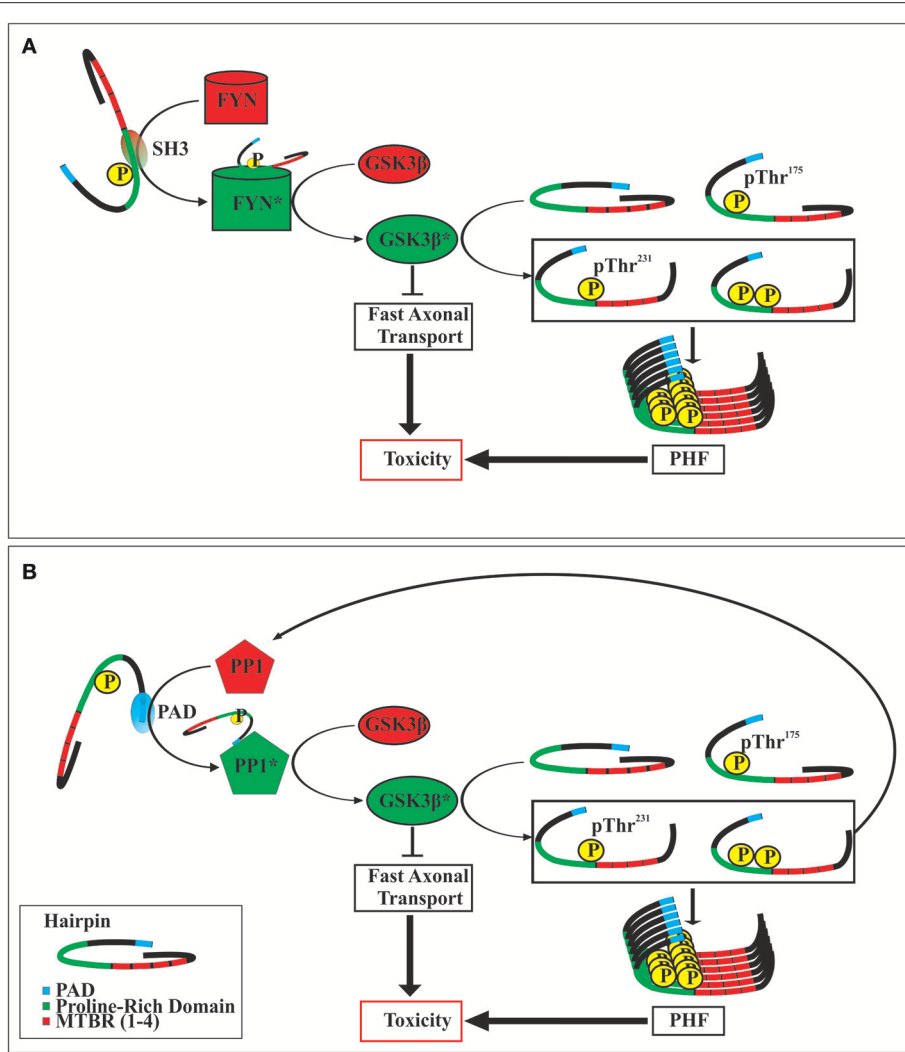 A
FYN
SH3
P
P
FYN*
GSK3β
GSK3β*
pThr175
P
pThr231
P
P P
Fast Axonal
Transport
P
P
P
P
P P
Toxicity
PHF
B
PP1
P
PAD
P
PP1*
GSK3β
GSK3β*
pThr175
P
pThr231
P
P P
Fast Axonal
Transport
P
P
P
P
P P
Toxicity
PHF
Hairpin
PAD
Proline-Rich Domain
MTBR (1-4)